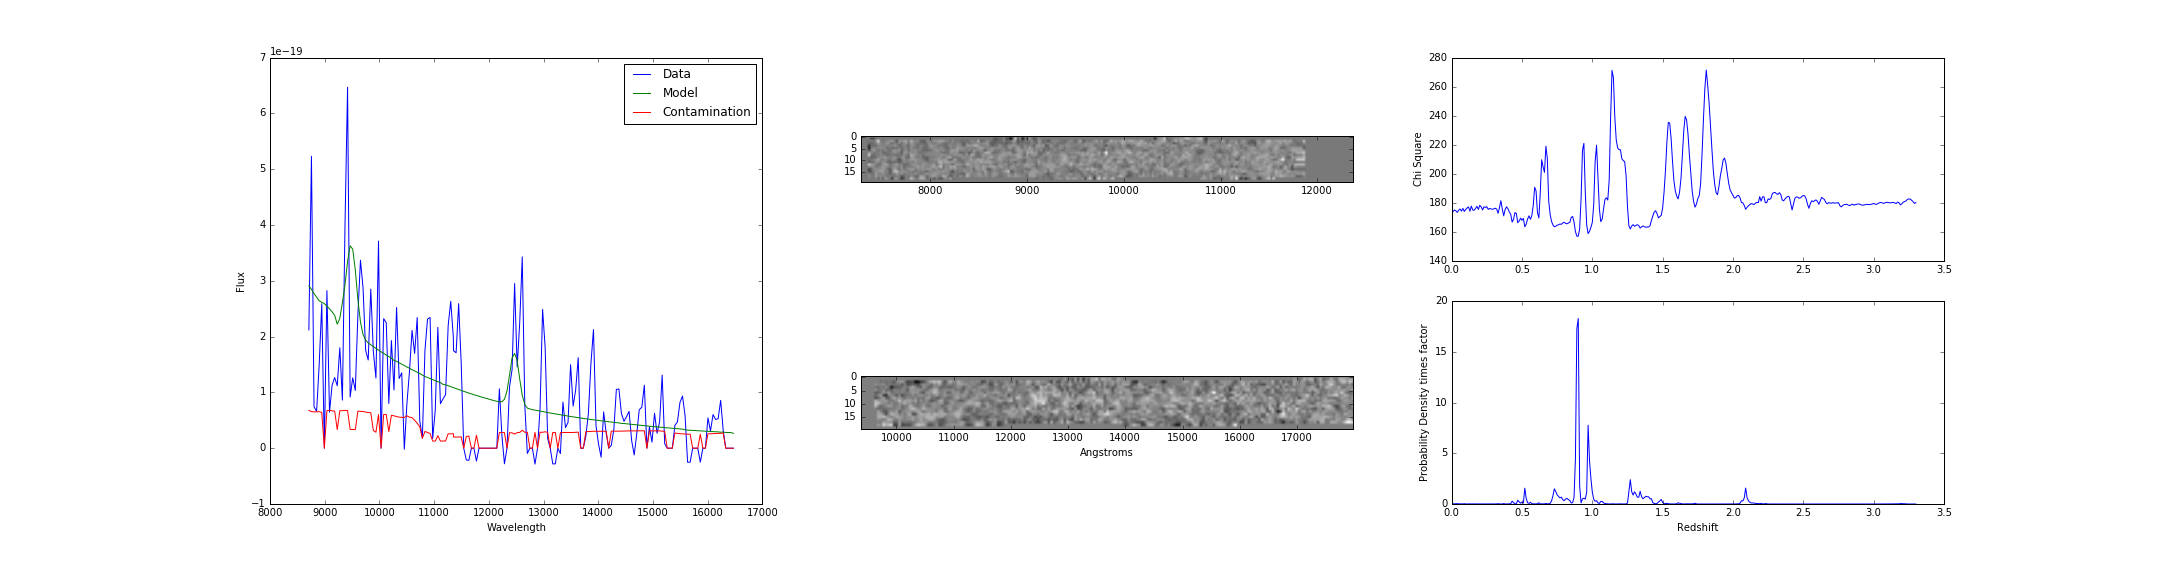 1e−19
7
6
5
4
3
2
1
0
−1
8000 9000 10000 11000 12000 13000 14000 15000 16000 17000
Flux
Wavelength
Data
Model
Contamination
0
5
10
15
8000 9000 10000 11000 12000
0
5
10
15
10000 11000 12000 13000 14000 15000 16000 17000
Angstroms
280
260
240
220
200
180
160
140
0.0 0.5 1.0 1.5 2.0 2.5 3.0 3.5
Chi Square
20
15
10
5
0
0.0 0.5 1.0 1.5 2.0 2.5 3.0 3.5
Probability Density times factor
Redshift